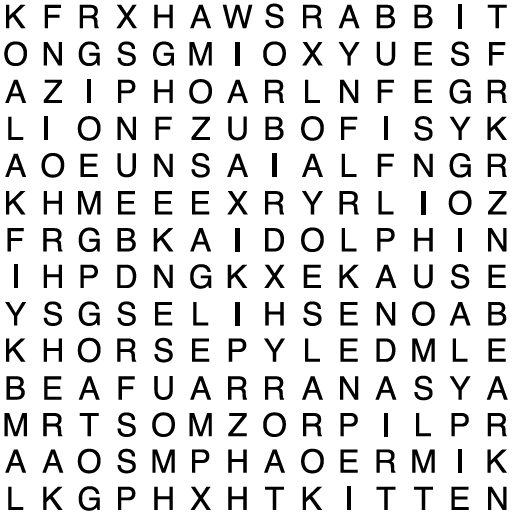 K F R X H A W S R A B B I T
O N G S G M I O X Y U E S F
A Z I P H O A R L N F E G R
L I O N F Z U B O F I S Y K
A O E U N S A I A L F N G R
K H M E E E X R Y R L I O Z
F R G B K A I D O L P H I N
I H P D N G K X E K A U S E
Y S G S E L I H S E N O A B
K H O R S E P Y L E D M L E
B E A F U A R R A N A S Y A
M R T S O M Z O R P I L P R
A A O S M P H A O E R M I K
L K G P H X H T K I T T E N